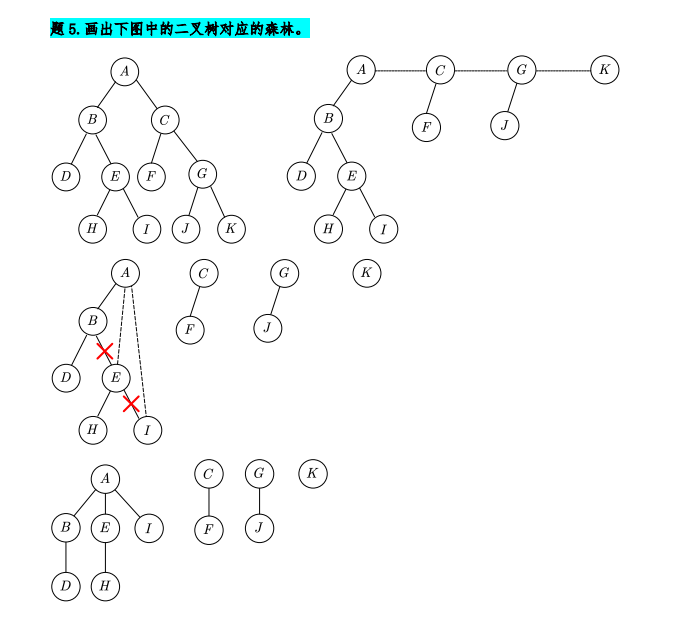 题 5. 画出下图中的二叉树对应的森林。
A
B C
D E F G
H I J K
A C G K
B F J
D E
H I
A C G K
B F J
D E
H I
A C G K
B E I F J
D H